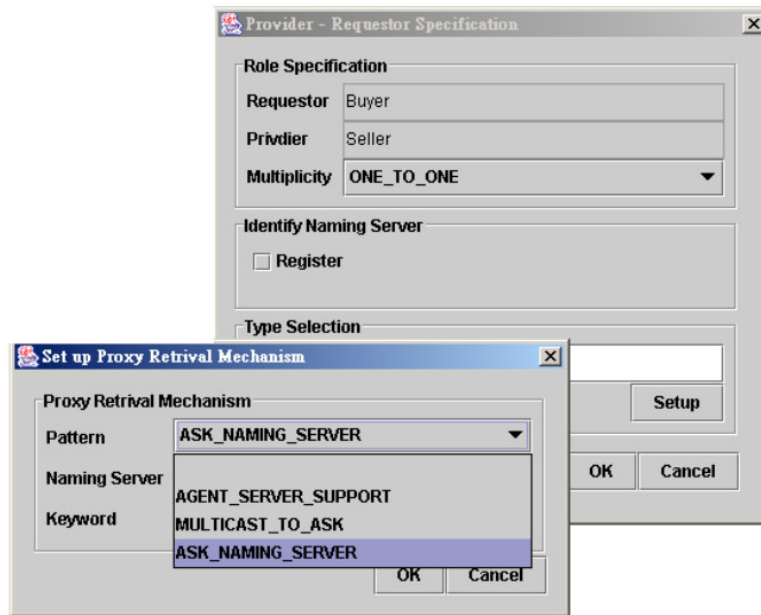 Provider - Requestor Specification
Role Specification
Requestor Buyer
Privdier Seller
Multiplicity ONE_TO_ONE
Identify Naming Server
Register
Type Selection
Setup
OK Cancel
Set up Proxy Retrival Mechanism
Proxy Retrival Mechanism
Pattern ASK_NAMING_SERVER
Naming Server
AGENT_SERVER_SUPPORT
Keyword MULTICAST_TO_ASK
ASK_NAMING_SERVER
OK Cancel